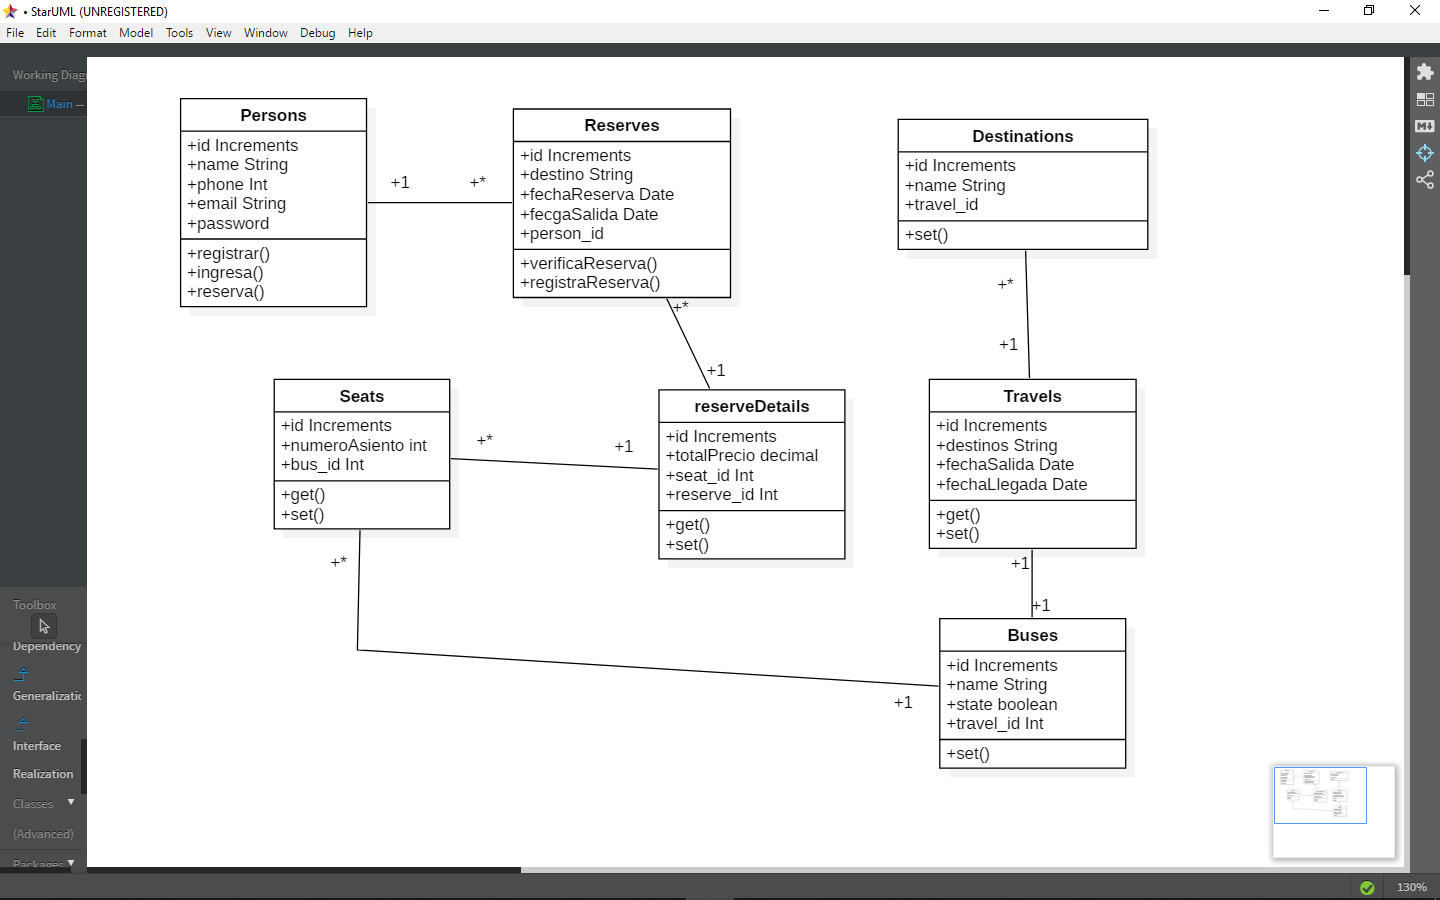 • StarUML (UNREGISTERED)
File Edit Format Model Tools View Window Debug Help
Working Diag
Main —
Persons
+id Increments
+name String
+phone Int
+email String
+password
+registrar()
+ingresa()
+reserva()
+1
+*
Reserves
+id Increments
+destino String
+fechaReserva Date
+fecgaSalida Date
+person_id
+verificaReserva()
+registraReserva()
+*
+1
Destinations
+id Increments
+name String
+travel_id
+set()
+*
+1
Seats
+id Increments
+numeroAsiento int
+bus_id Int
+get()
+set()
+*
+1
reserveDetails
+id Increments
+totalPrecio decimal
+seat_id Int
+reserve_id Int
+get()
+set()
Travels
+id Increments
+destinos String
+fechaSalida Date
+fechaLlegada Date
+get()
+set()
+1
+1
+*
+1
Buses
+id Increments
+name String
+state boolean
+travel_id Int
+set()
Toolbox
Dependency
Generalizatio
Interface
Realization
Classes
(Advanced)
Packages
M
130%